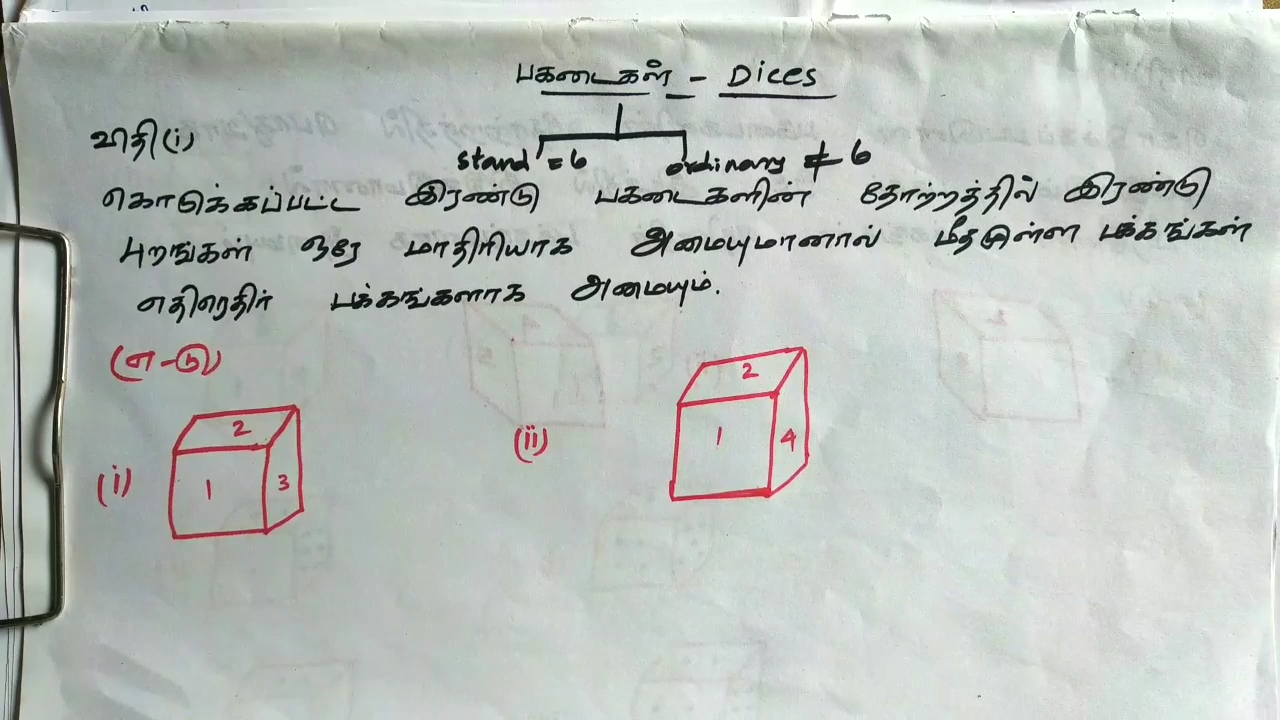 பகடைகள் - Dices
விதி (i)
stand = 6 ordinary ≠ 6
கொடுக்கப்பட்ட இரண்டு பகடைகளின் தோற்றத்தில் இரண்டு
புறங்கள் ஒரே மாதிரியாக அமையுமானால் மீதமுள்ள பக்கங்கள்
எதிரெதிர் பக்கங்களாக அமையும்.
(எ-டு)
(i) 2 1 3
(ii) 2 1 4